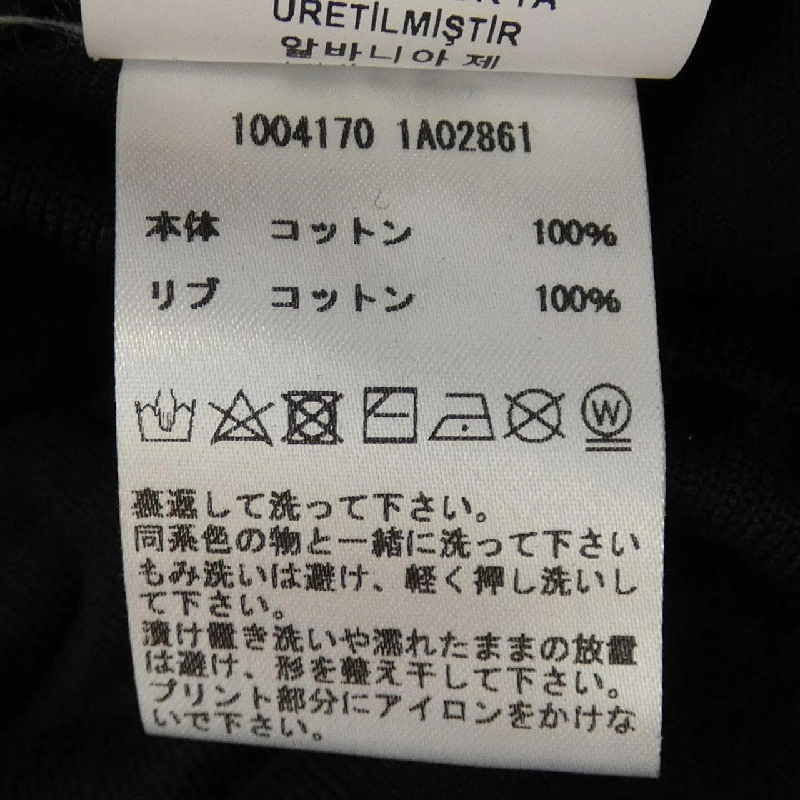 ÜRETİLMİŞTİR
알바니아 제
1004170 1A02861
本体 コットン 100%
リブ コットン 100%
W
裏返して洗って下さい。
同系色の物と一緒に洗って下さい
もみ洗いは避け、軽く押し洗いし
て下さい。
漬け置き洗いや濡れたままの放置
は避け、形を整え干して下さい。
プリント部分にアイロンをかけな
いで下さい。